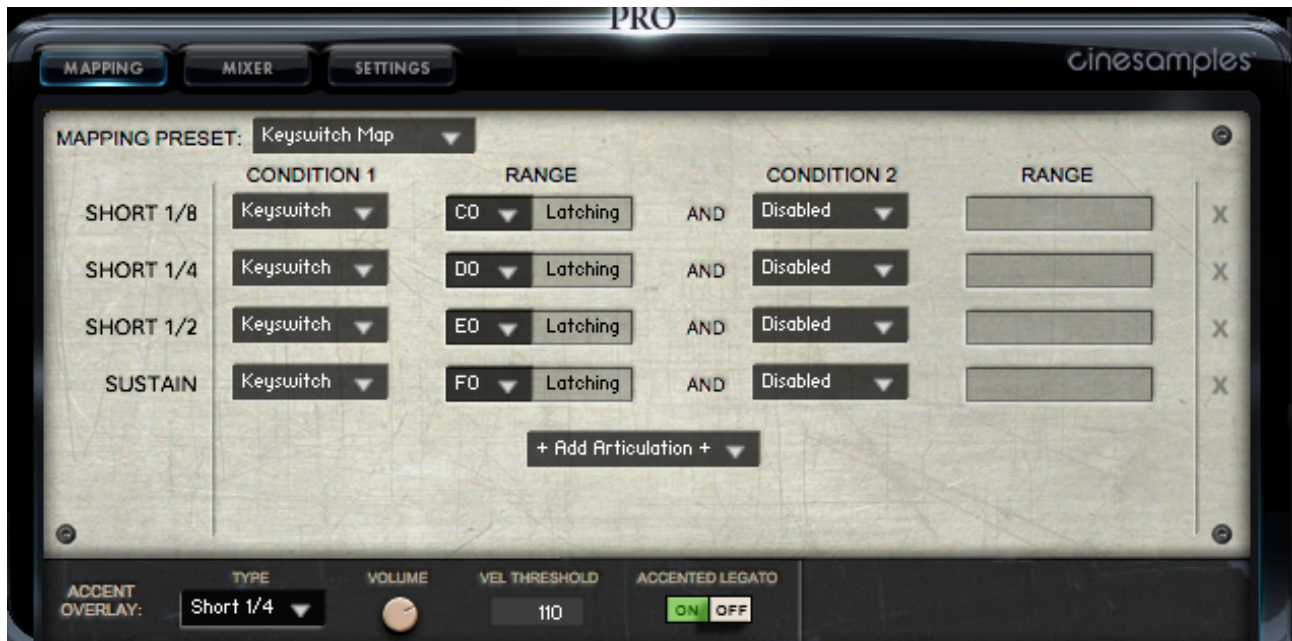 PRO
MAPPING MIXER SETTINGS cinesamples
MAPPING PRESET: Keyswitch Map
CONDITION 1 RANGE CONDITION 2 RANGE
SHORT 1/8 Keyswitch C0 Latching AND Disabled X
SHORT 1/4 Keyswitch D0 Latching AND Disabled X
SHORT 1/2 Keyswitch E0 Latching AND Disabled X
SUSTAIN Keyswitch F0 Latching AND Disabled X
+ Add Articulation +
TYPE VOLUME VEL THRESHOLD ACCENTED LEGATO
ACCENT
OVERLAY: Short 1/4 110 ON OFF